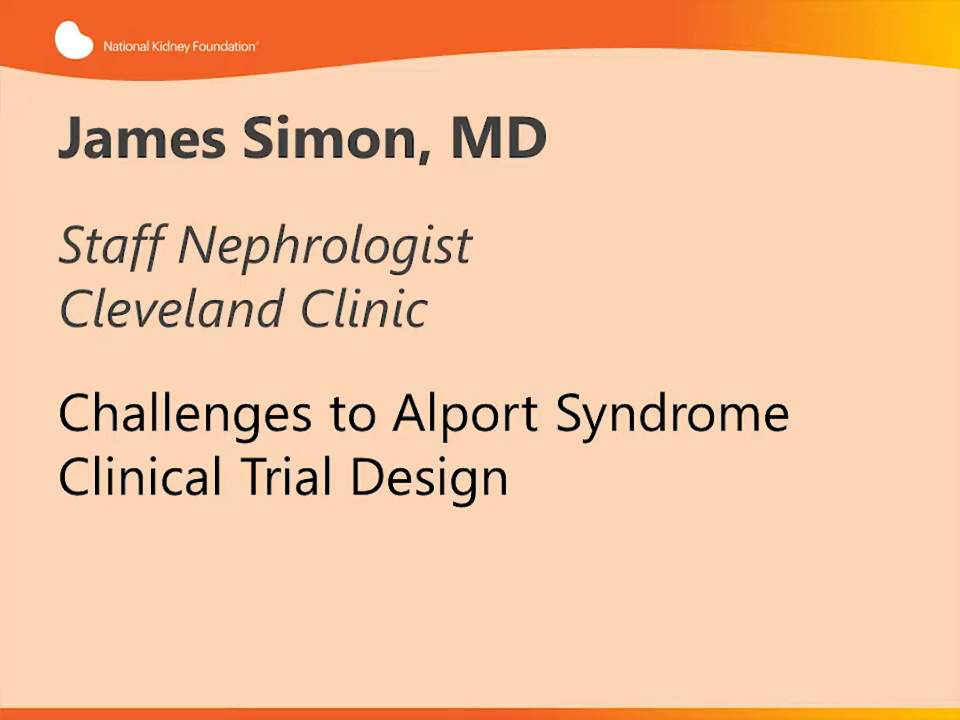 National Kidney Foundation®
James Simon, MD
Staff Nephrologist
Cleveland Clinic
Challenges to Alport Syndrome
Clinical Trial Design